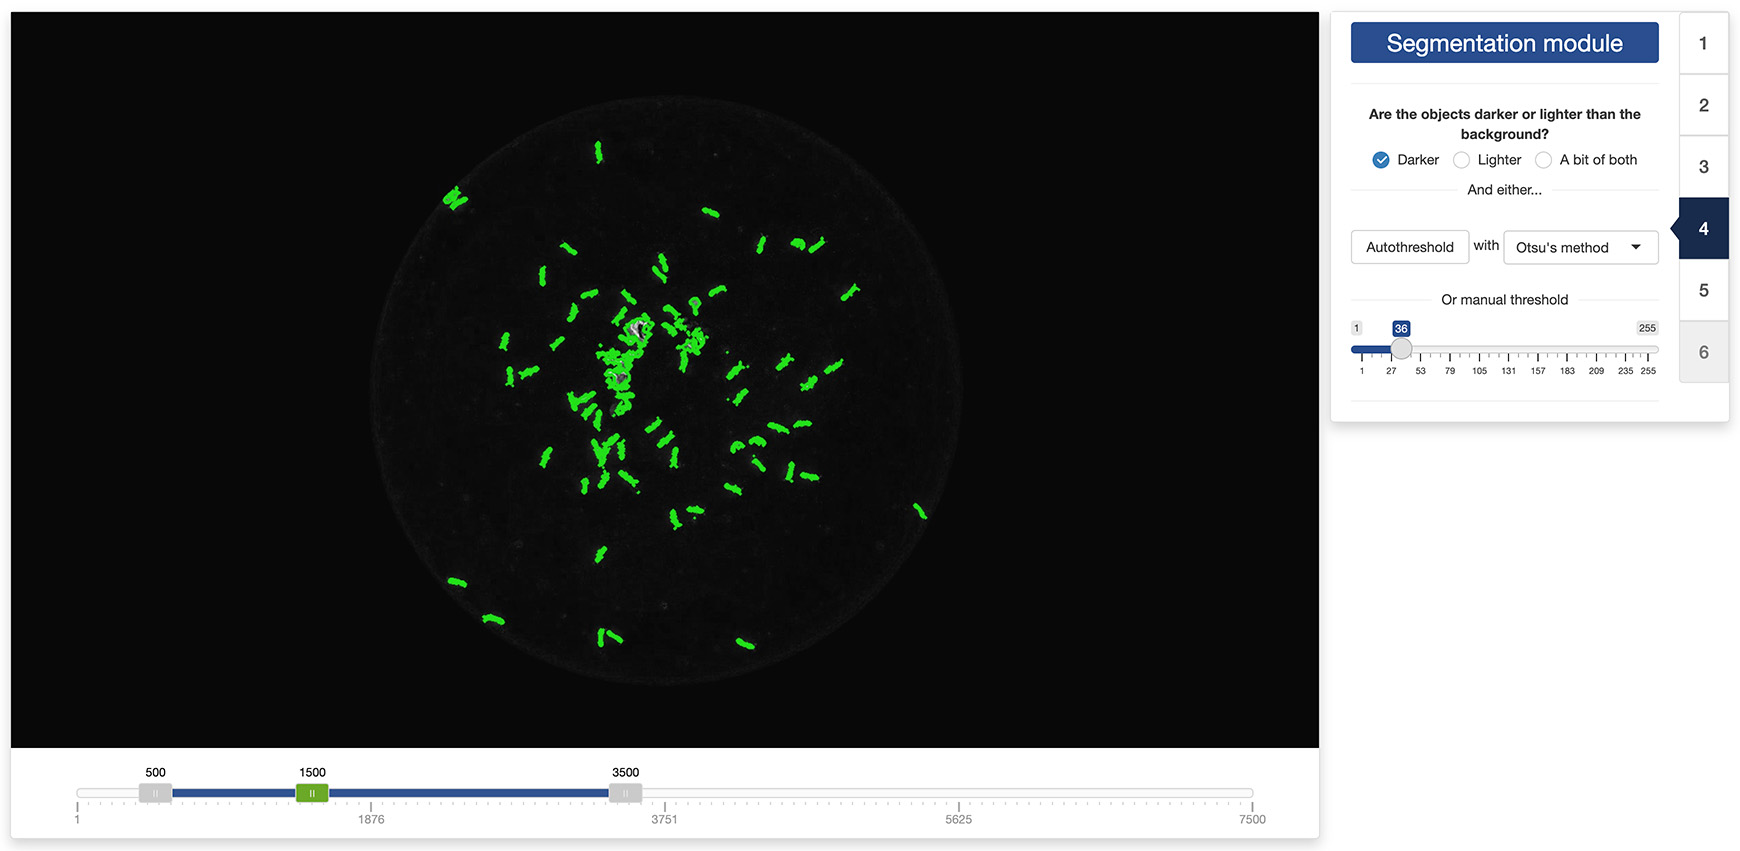 Segmentation module
Are the objects darker or lighter than the
background?
Darker Lighter A bit of both
And either...
Autothreshold with Otsu's method
Or manual threshold
1 36 255
1 27 53 79 105 131 157 183 209 235 255
1
2
3
4
5
6
500 1500 3500
1 1876 3751 5625 7500